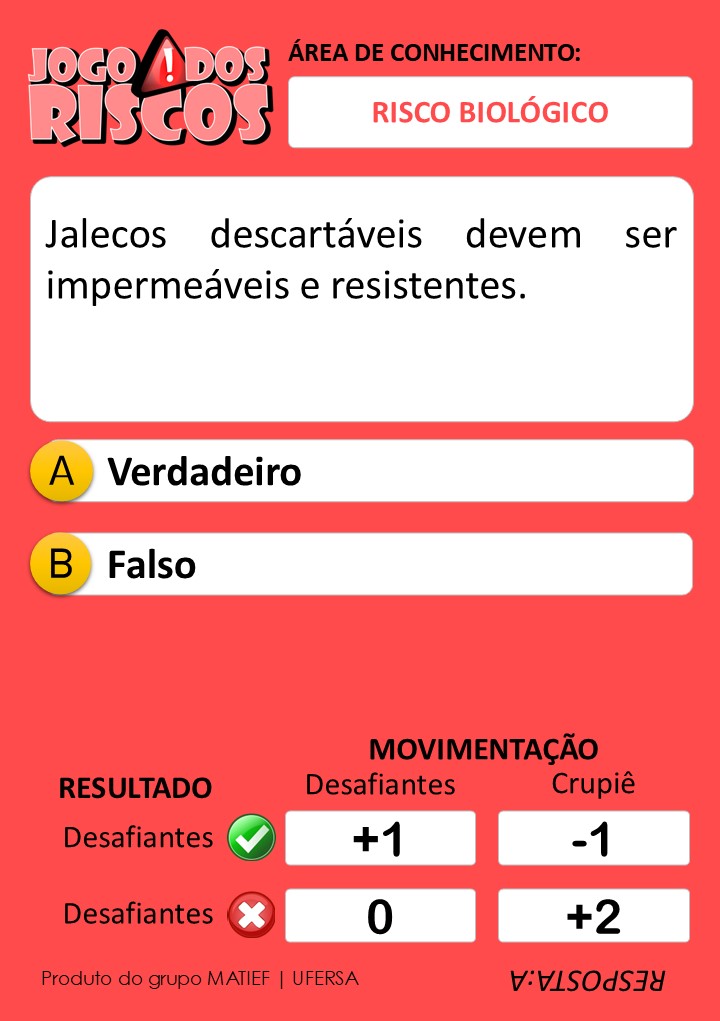 JOGO DOS
RISCOS
ÁREA DE CONHECIMENTO:
RISCO BIOLÓGICO
Jalecos descartáveis devem ser
impermeáveis e resistentes.
A Verdadeiro
B Falso
MOVIMENTAÇÃO
RESULTADO Desafiantes Crupiê
Desafiantes +1 -1
Desafiantes 0 +2
Produto do grupo MATIEF | UFERSA
RESPOSTA:A